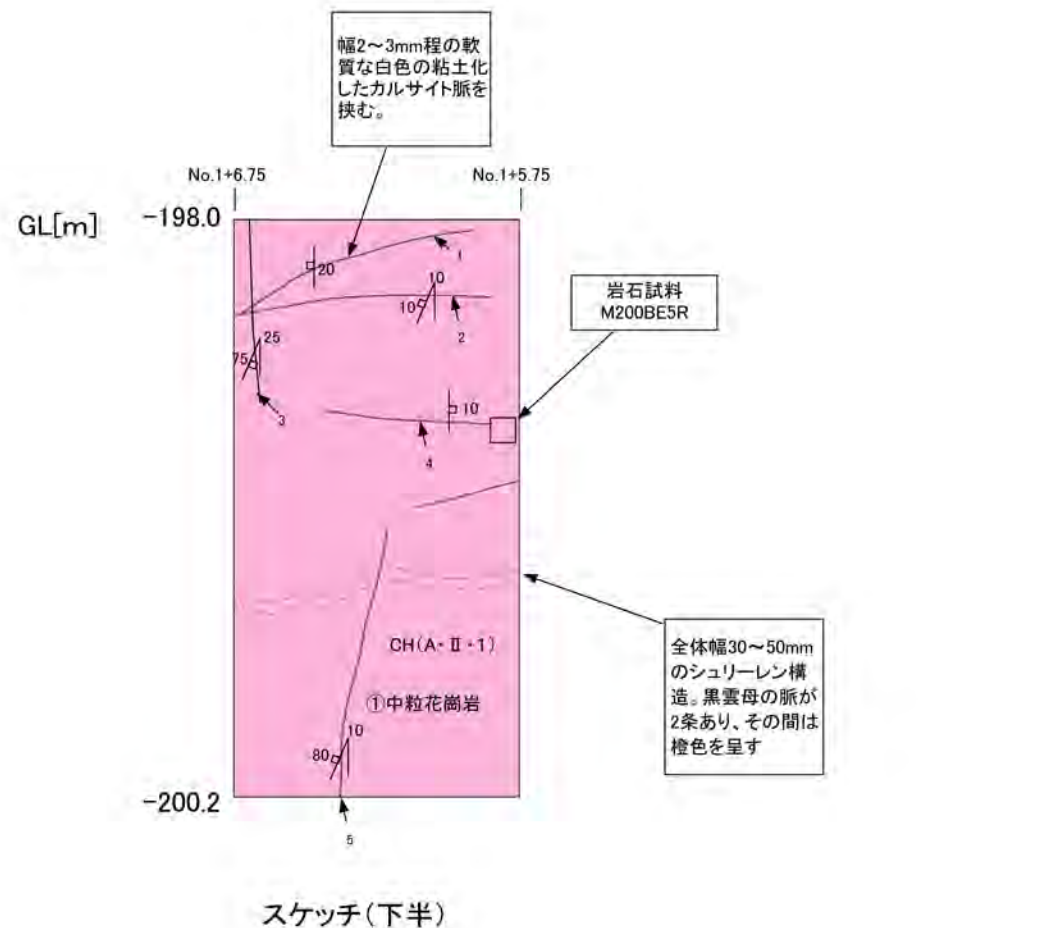 幅2～3mm程の軟
質な白色の粘土化
したカルサイト脈を
挟む。
No.1+6.75
No.1+5.75
GL[m]
-198.0
20
1
10
10
2
岩石試料
M200BE5R
25
75
3
10
4
CH(A・Ⅱ・1)
①中粒花崗岩
全体幅30～50mm
のシュリーレン構
造。黒雲母の脈が
2条あり、その間は
橙色を呈す
10
80
-200.2
5
スケッチ(下半)